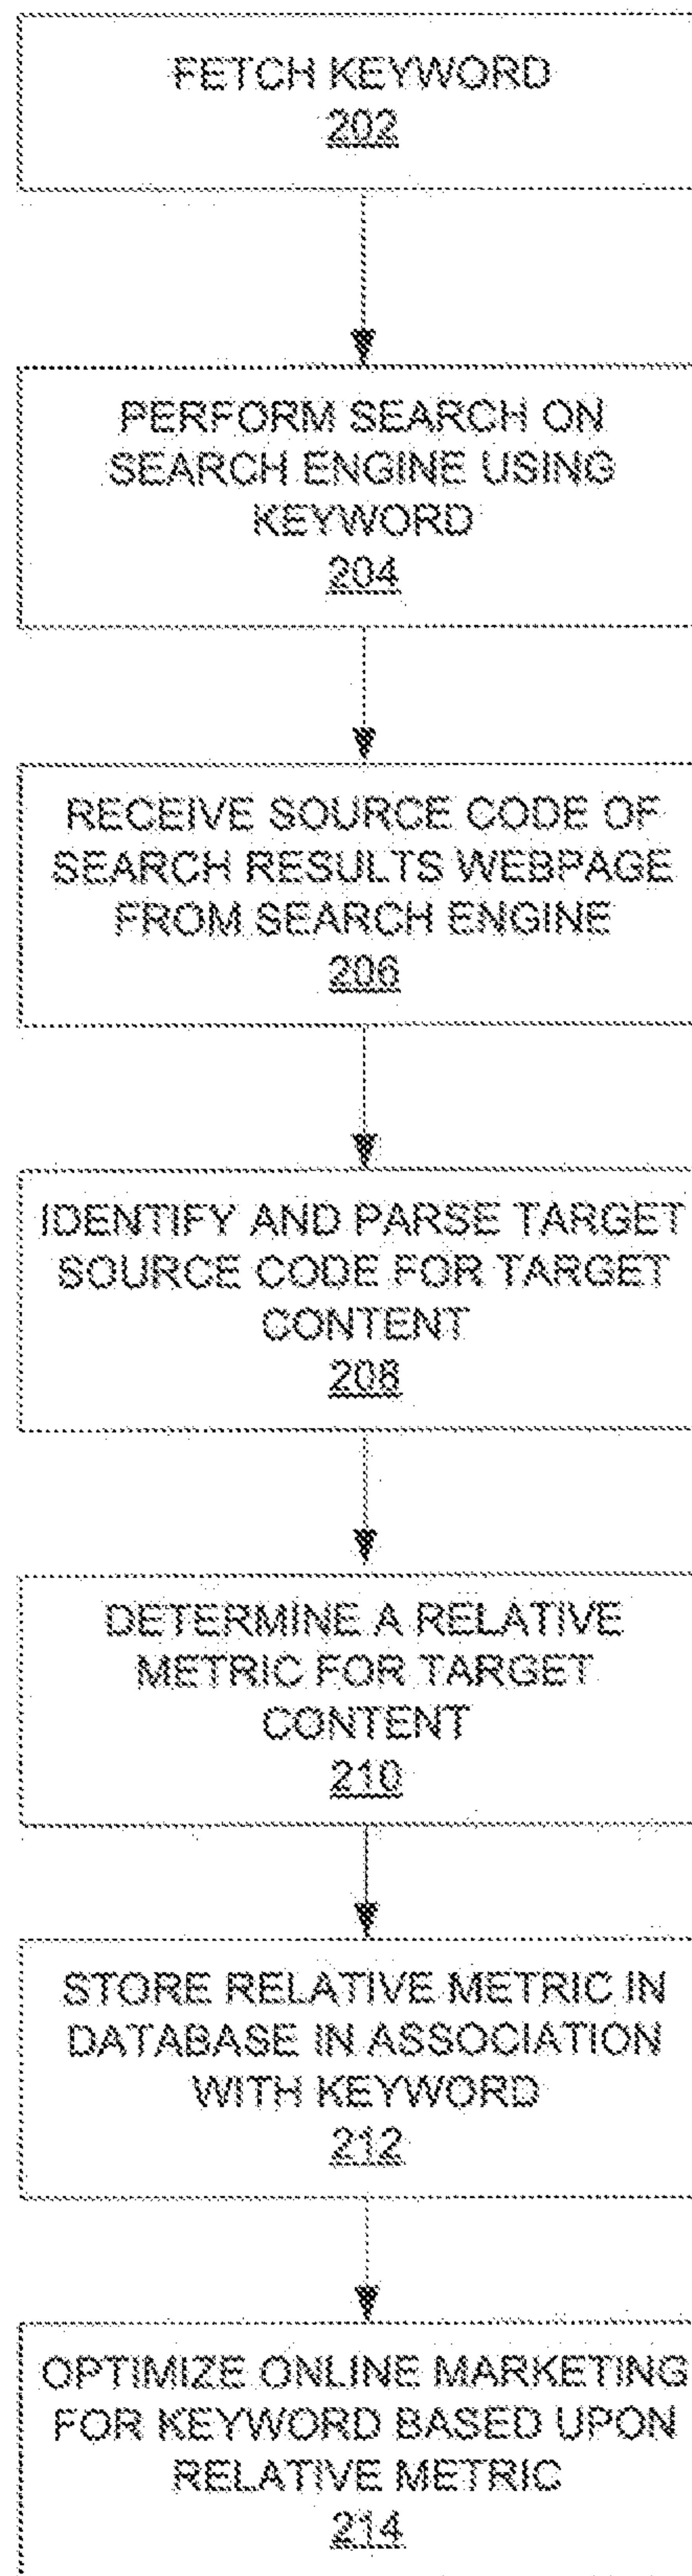 FETCH KEYWORD
202
PERFORM SEARCH ON
SEARCH ENGINE USING
KEYWORD
204
RECEIVE SOURCE CODE OF
SEARCH RESULTS WEBPAGE
FROM SEARCH ENGINE
206
IDENTIFY AND PARSE TARGET
SOURCE CODE FOR TARGET
CONTENT
208
DETERMINE A RELATIVE
METRIC FOR TARGET
CONTENT
210
STORE RELATIVE METRIC IN
DATABASE IN ASSOCIATION
WITH KEYWORD
212
OPTIMIZE ONLINE MARKETING
FOR KEYWORD BASED UPON
RELATIVE METRIC
214